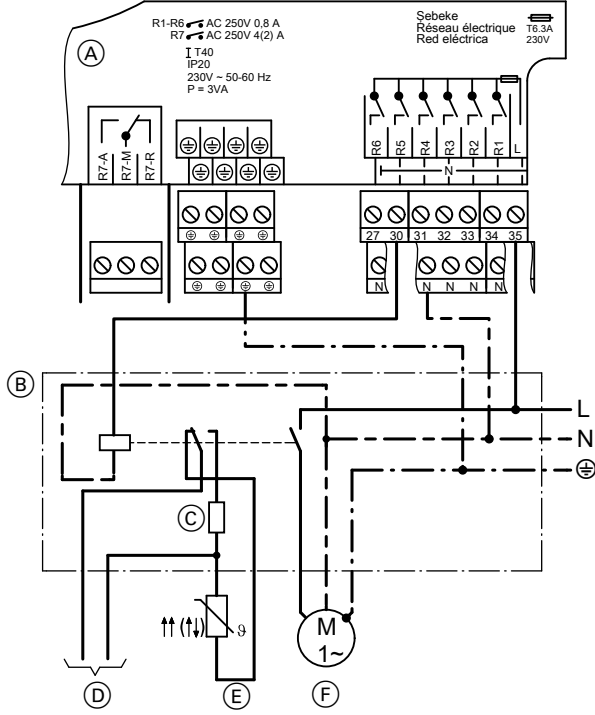 R1-R6 AC 250V 0,8 A
R7 AC 250V 4(2) A
T40
IP20
230V ~ 50-60 Hz
P = 3VA
Şebeke
Réseau électrique
Red eléctrica
T6.3A
230V
A
R7-A R7-M R7-R
R6 R5 R4 R3 R2 R1 L
N
27 30 31 32 33 34 35
N N N N N
B
L
N
C
ϑ
M
1~
D
E
F